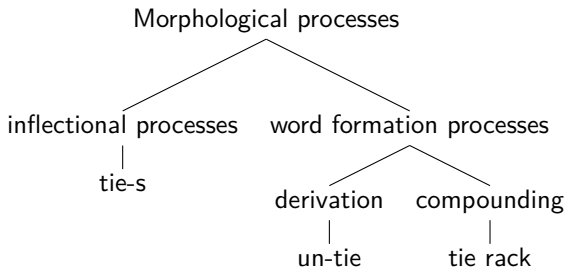 Morphological processes
inflectional processes word formation processes
tie-s
derivation compounding
un-tie tie rack